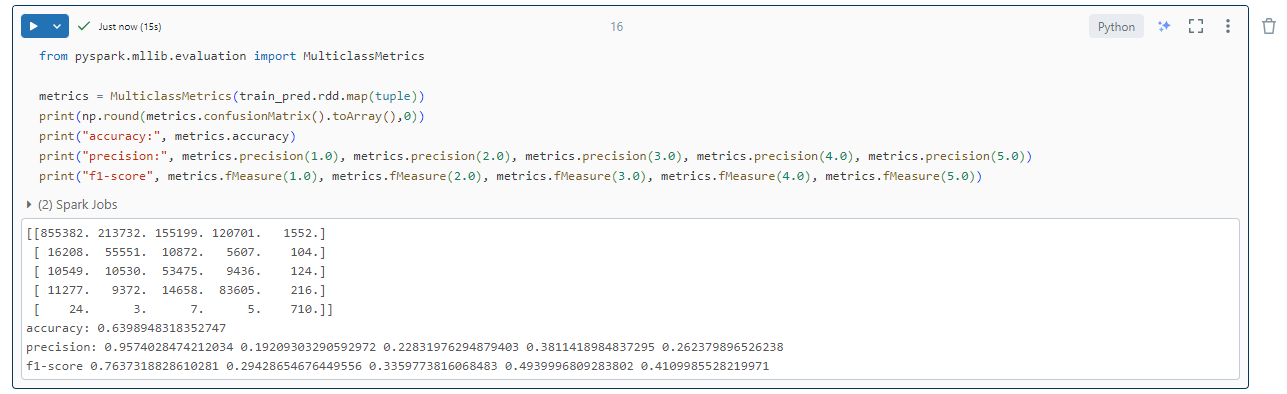 Just now (15s)
16
Python
from pyspark.mllib.evaluation import MulticlassMetrics
metrics = MulticlassMetrics(train_pred.rdd.map(tuple))
print(np.round(metrics.confusionMatrix().toArray(),0))
print("accuracy:", metrics.accuracy)
print("precision:", metrics.precision(1.0), metrics.precision(2.0), metrics.precision(3.0), metrics.precision(4.0), metrics.precision(5.0))
print("f1-score", metrics.fMeasure(1.0), metrics.fMeasure(2.0), metrics.fMeasure(3.0), metrics.fMeasure(4.0), metrics.fMeasure(5.0))
(2) Spark Jobs
[[855382. 213732. 155199. 120701.   1552.]
 [ 16208.  55551.  10872.   5607.    104.]
 [ 10549.  10530.  53475.   9436.    124.]
 [ 11277.   9372.  14658.  83605.    216.]
 [    24.      3.      7.      5.    710.]]
accuracy: 0.6398948318352747
precision: 0.9574028474212034 0.19209303290592972 0.22831976294879403 0.3811418984837295 0.262379896526238
f1-score 0.7637318828610281 0.29428654676449556 0.3359773816068483 0.4939996809283802 0.4109985528219971